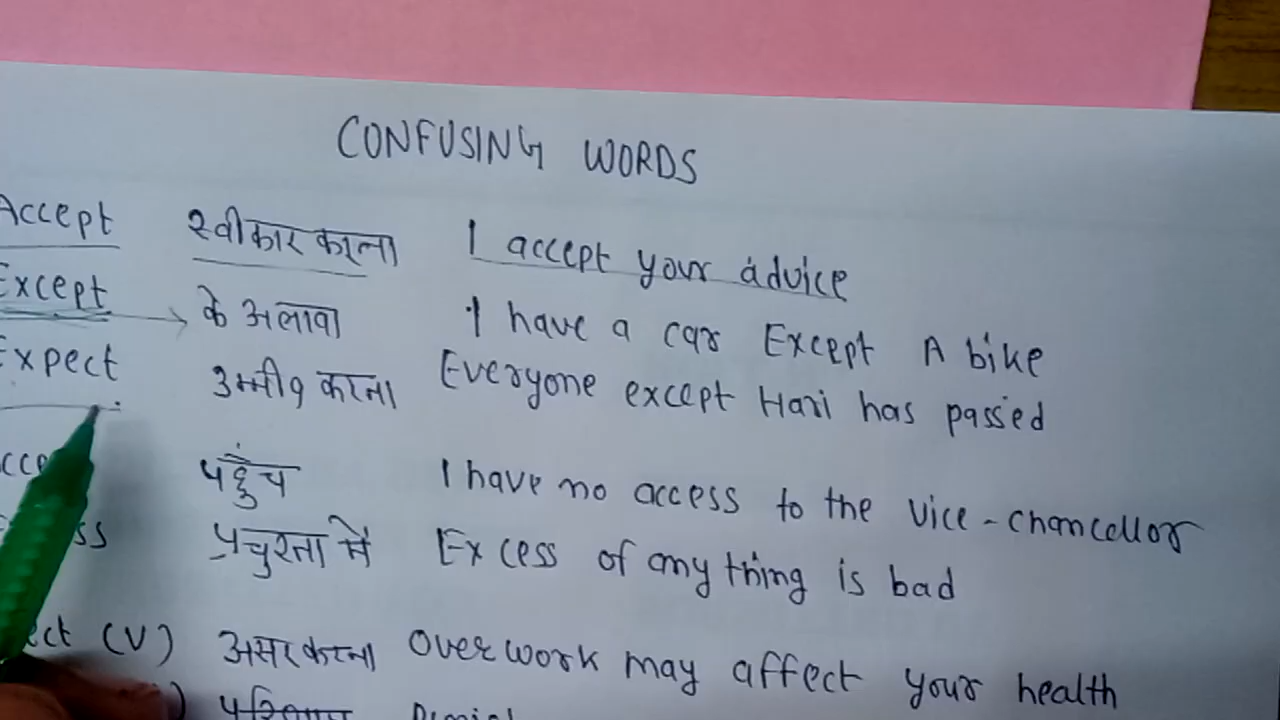 CONFUSING WORDS
Accept स्वीकार करना I accept your advice
Except के अलावा I have a car Except A bike
Expect उम्मीद करना Everyone except Hari has passed
पहुँच I have no access to the Vice-chancellor
प्रचुरता में Excess of anything is bad
(V) असर करना Over work may affect your health